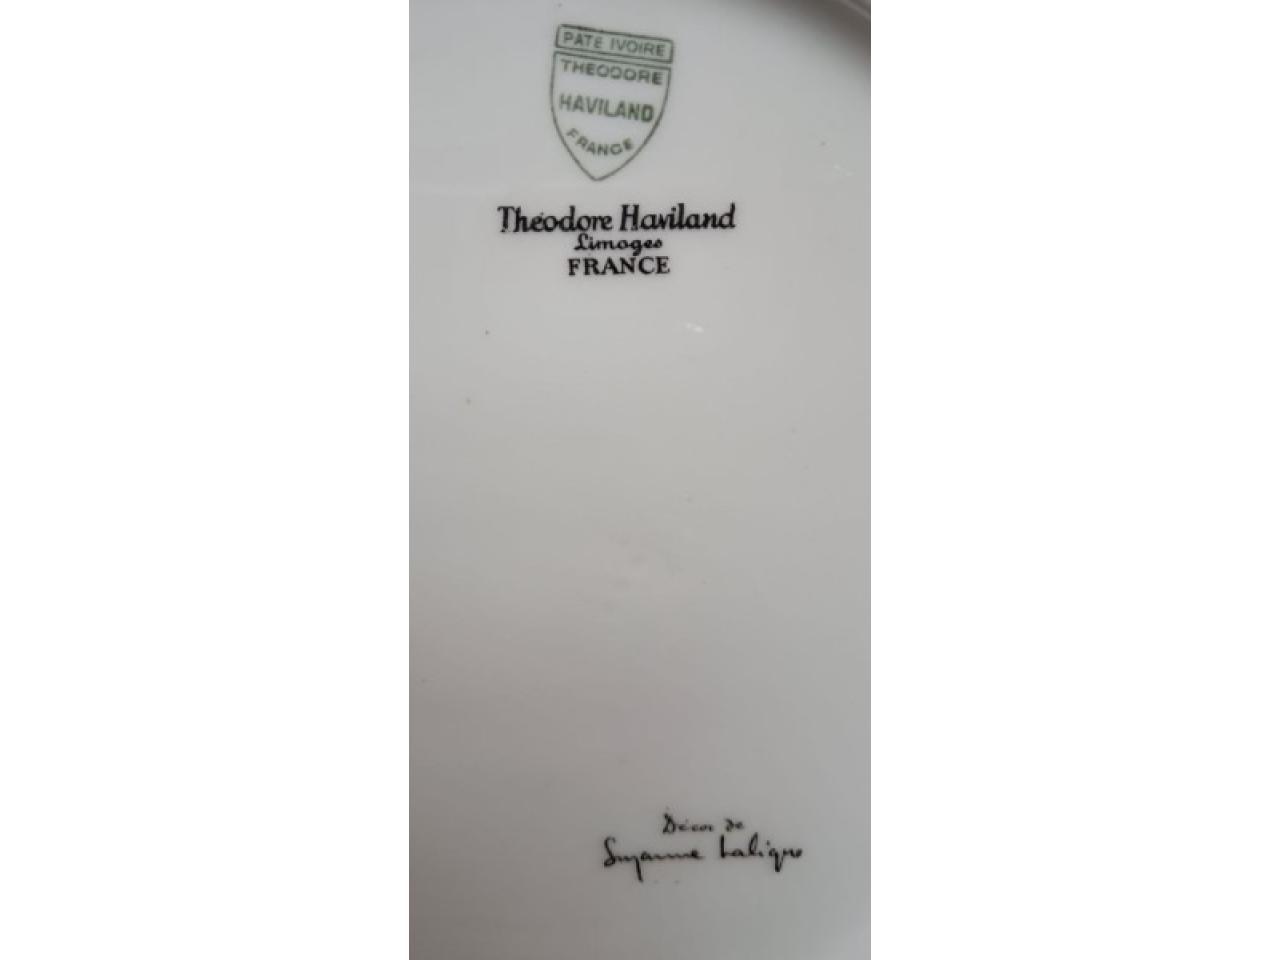 PATE IVOIRE
THEODORE
HAVILAND
FRANCE
Théodore Haviland
Limoges
FRANCE
Décor de
Suzanne Lalique